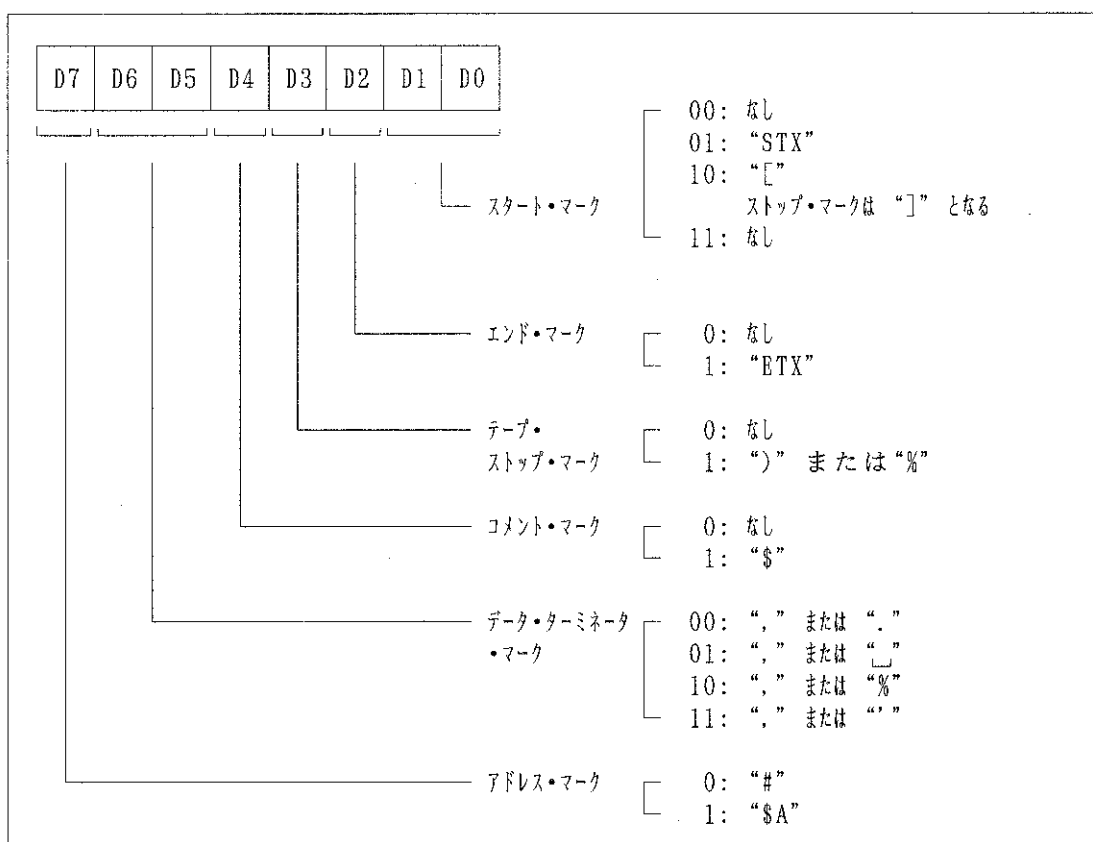 D7 D6 D5 D4 D3 D2 D1 D0
00: なし
01: “STX”
10: “[”
スタート・マーク
ストップ・マークは “]” となる
11: なし
エンド・マーク
0: なし
1: “ETX”
テープ・
ストップ・マーク
0: なし
1: “)” または“%”
コメント・マーク
0: なし
1: “$”
データ・ターミネータ
・マーク
00: “,” または “.”
01: “,” または “␣”
10: “,” または “%”
11: “,” または “'”
アドレス・マーク
0: “#”
1: “$A”